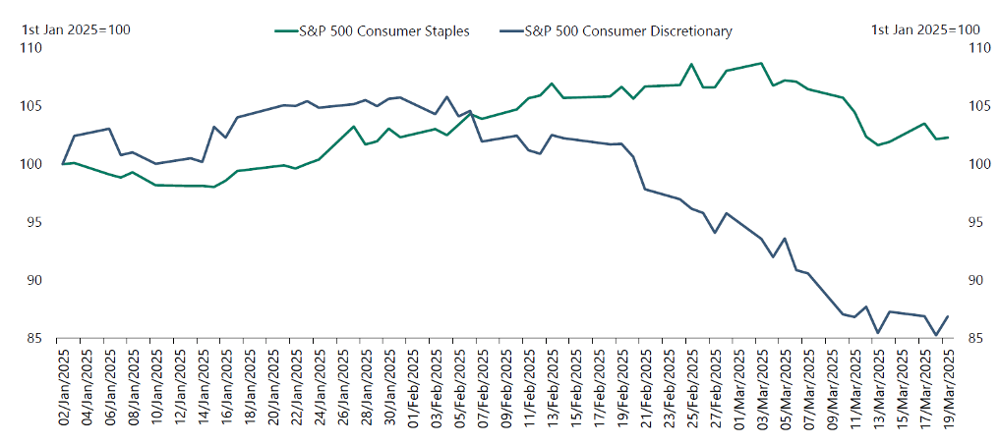 1st Jan 2025=100
S&P 500 Consumer Staples
S&P 500 Consumer Discretionary
1st Jan 2025=100
110
105
100
95
90
85
110
105
100
95
90
85
02/Jan/2025
04/Jan/2025
06/Jan/2025
08/Jan/2025
10/Jan/2025
12/Jan/2025
14/Jan/2025
16/Jan/2025
18/Jan/2025
20/Jan/2025
22/Jan/2025
24/Jan/2025
26/Jan/2025
28/Jan/2025
30/Jan/2025
01/Feb/2025
03/Feb/2025
05/Feb/2025
07/Feb/2025
09/Feb/2025
11/Feb/2025
13/Feb/2025
15/Feb/2025
17/Feb/2025
19/Feb/2025
21/Feb/2025
23/Feb/2025
25/Feb/2025
27/Feb/2025
01/Mar/2025
03/Mar/2025
05/Mar/2025
07/Mar/2025
09/Mar/2025
11/Mar/2025
13/Mar/2025
15/Mar/2025
17/Mar/2025
19/Mar/2025